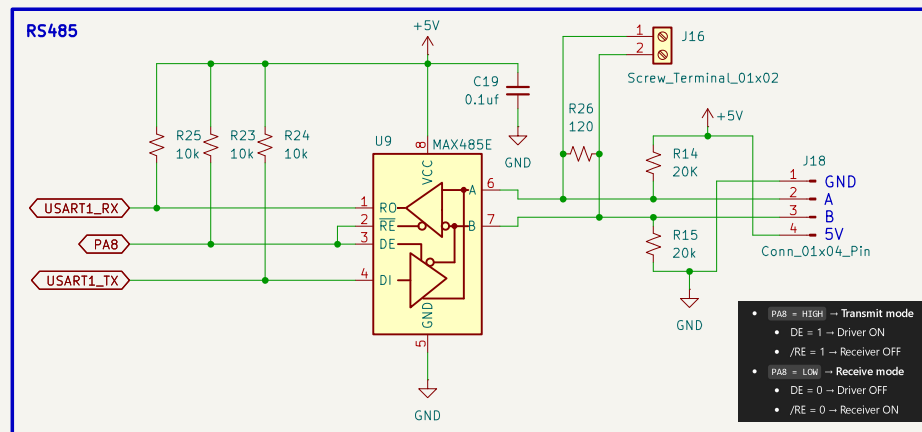 RS485
+5V
J16
1
2
Screw_Terminal_01x02
C19
0.1uf
GND
R26
120
+5V
R25
10k
R23
10k
R24
10k
U9
MAX485E
8
VCC
R14
20K
J18
1 GND
2 A
3 B
4 5V
Conn_01x04_Pin
USART1_RX
1 RO
A 6
2 RE
B 7
PA8
3 DE
USART1_TX
4 DI
R15
20k
GND
5
GND
GND
• PA8 = HIGH → Transmit mode
• DE = 1 → Driver ON
• /RE = 1 → Receiver OFF
• PA8 = LOW → Receive mode
• DE = 0 → Driver OFF
• /RE = 0 → Receiver ON